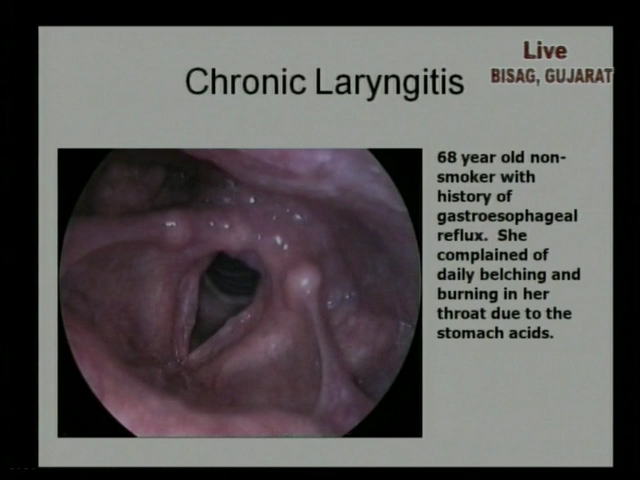 Live
BISAG, GUJARAT
Chronic Laryngitis
68 year old non-
smoker with
history of
gastroesophageal
reflux. She
complained of
daily belching and
burning in her
throat due to the
stomach acids.